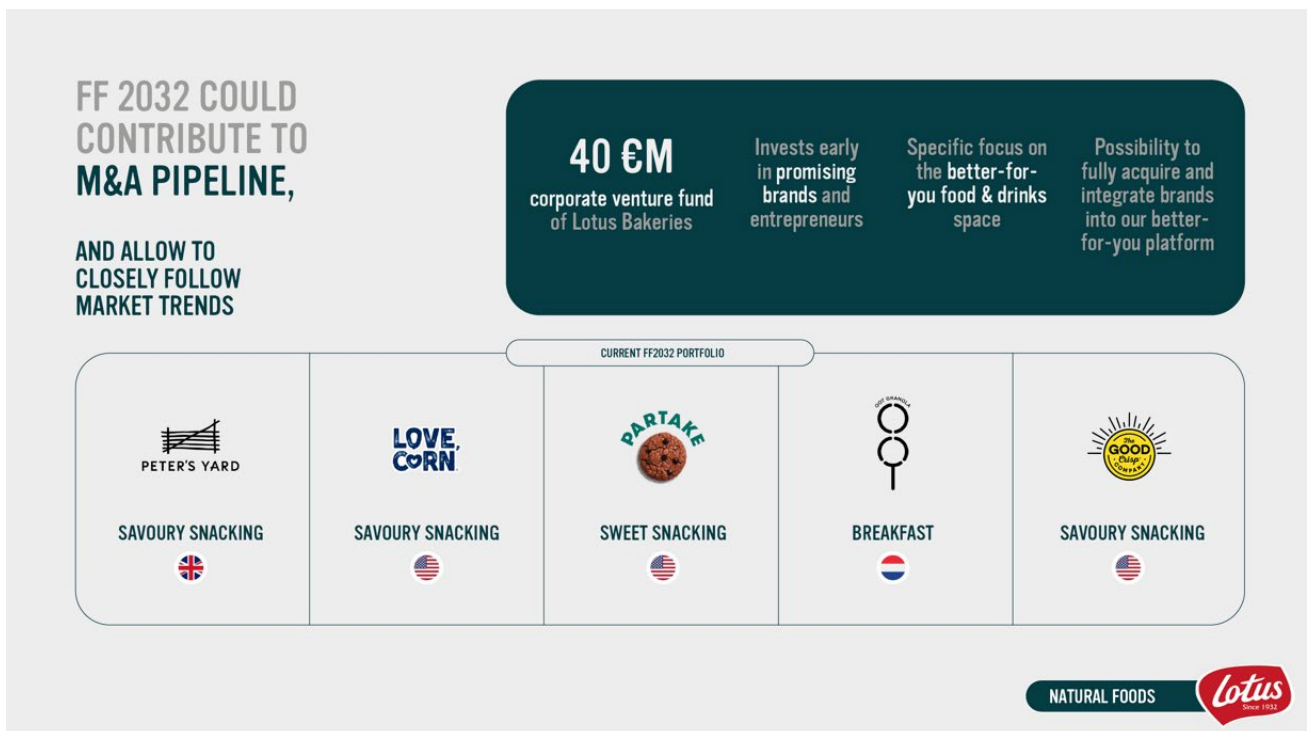 FF 2032 COULD
CONTRIBUTE TO
M&A PIPELINE,
AND ALLOW TO
CLOSELY FOLLOW
MARKET TRENDS
40 €M
corporate venture fund
of Lotus Bakeries
Invests early
in promising
brands and
entrepreneurs
Specific focus on
the better-for-
you food & drinks
space
Possibility to
fully acquire and
integrate brands
into our better-
for-you platform
CURRENT FF2032 PORTFOLIO
PETER'S YARD
SAVOURY SNACKING
LOVE,
CORN
SAVOURY SNACKING
PARTAKE
SWEET SNACKING
OOT GRANOLA
OOT
BREAKFAST
The
GOOD
Crisp
COMPANY
SAVOURY SNACKING
NATURAL FOODS
Lotus
Since 1932